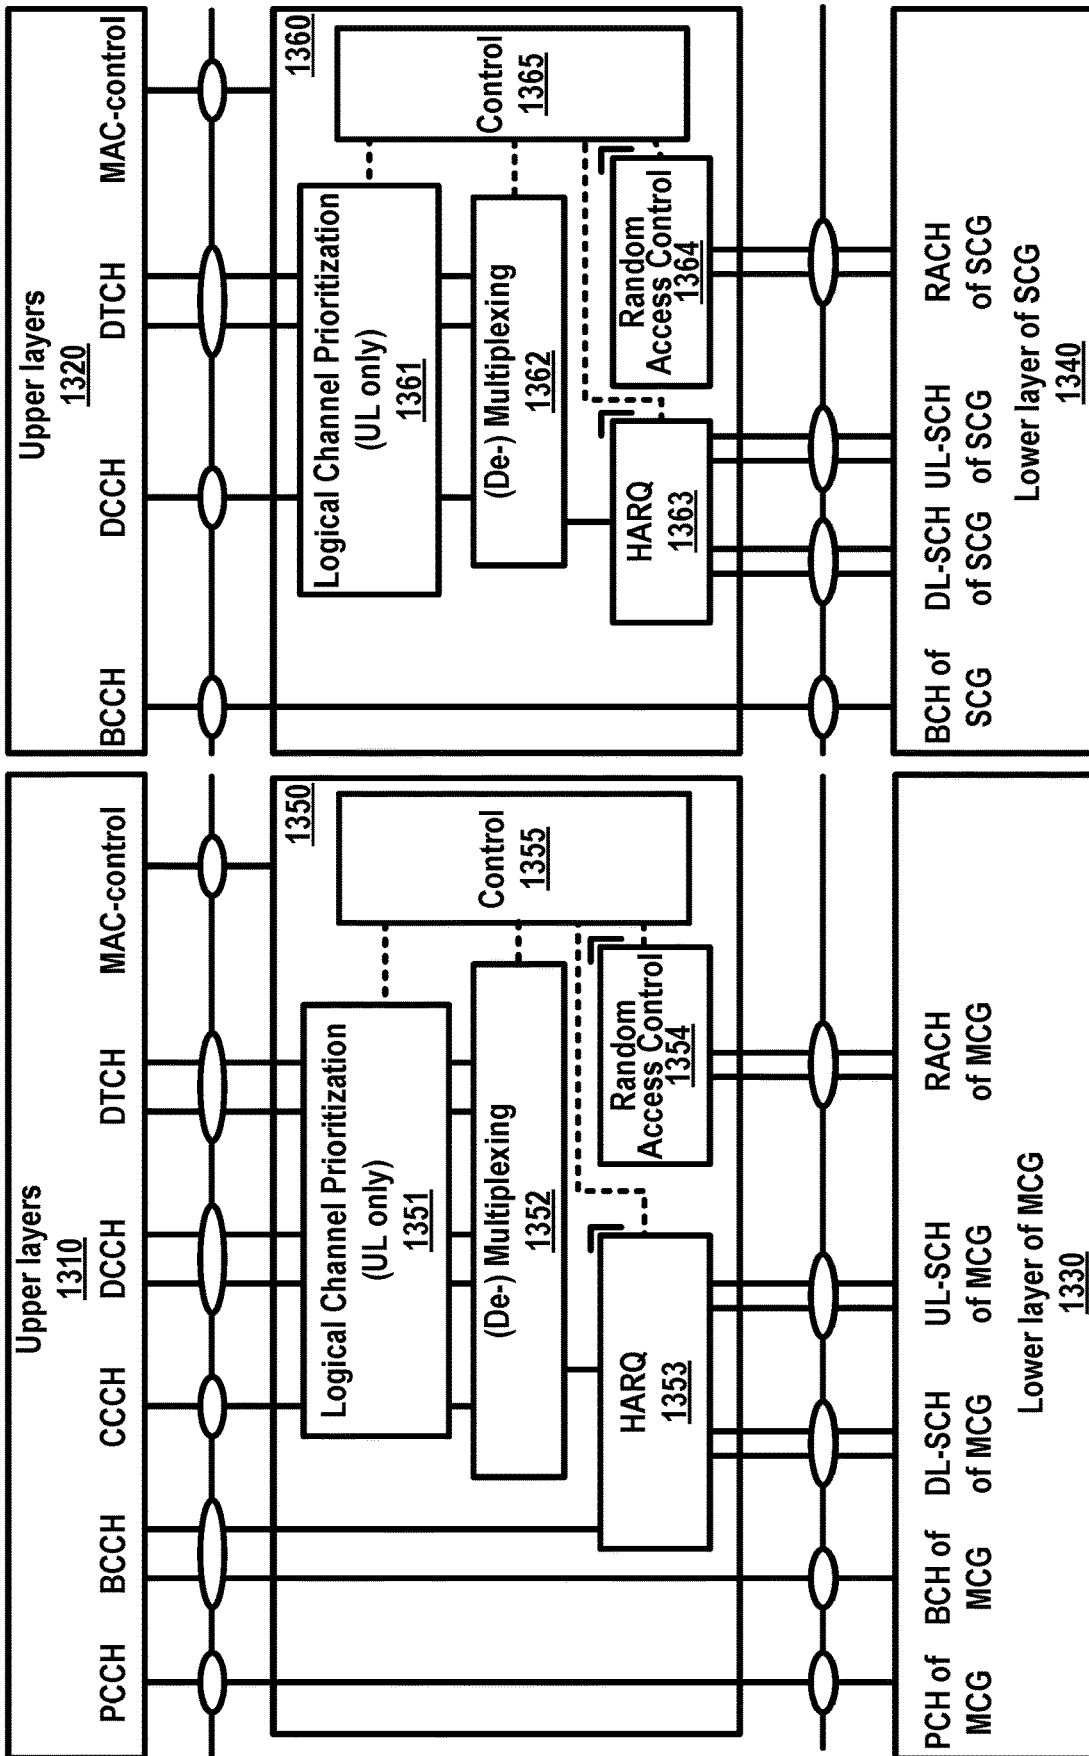 Upper layers
1310
PCCH
BCCH
CCCH
DCCH
DTCH
MAC-control
1350
Logical Channel Prioritization
(UL only)
1351
(De-) Multiplexing
1352
HARQ
1353
Random
Access Control
1354
Control
1355
PCH of
MCG
BCH of
MCG
DL-SCH
of MCG
UL-SCH
of MCG
RACH
of MCG
Lower layer of MCG
1330
Upper layers
1320
BCCH
DCCH
DTCH
MAC-control
1360
Logical Channel Prioritization
(UL only)
1361
(De-) Multiplexing
1362
HARQ
1363
Random
Access Control
1364
Control
1365
BCH of
SCG
DL-SCH
of SCG
UL-SCH
of SCG
RACH
of SCG
Lower layer of SCG
1340